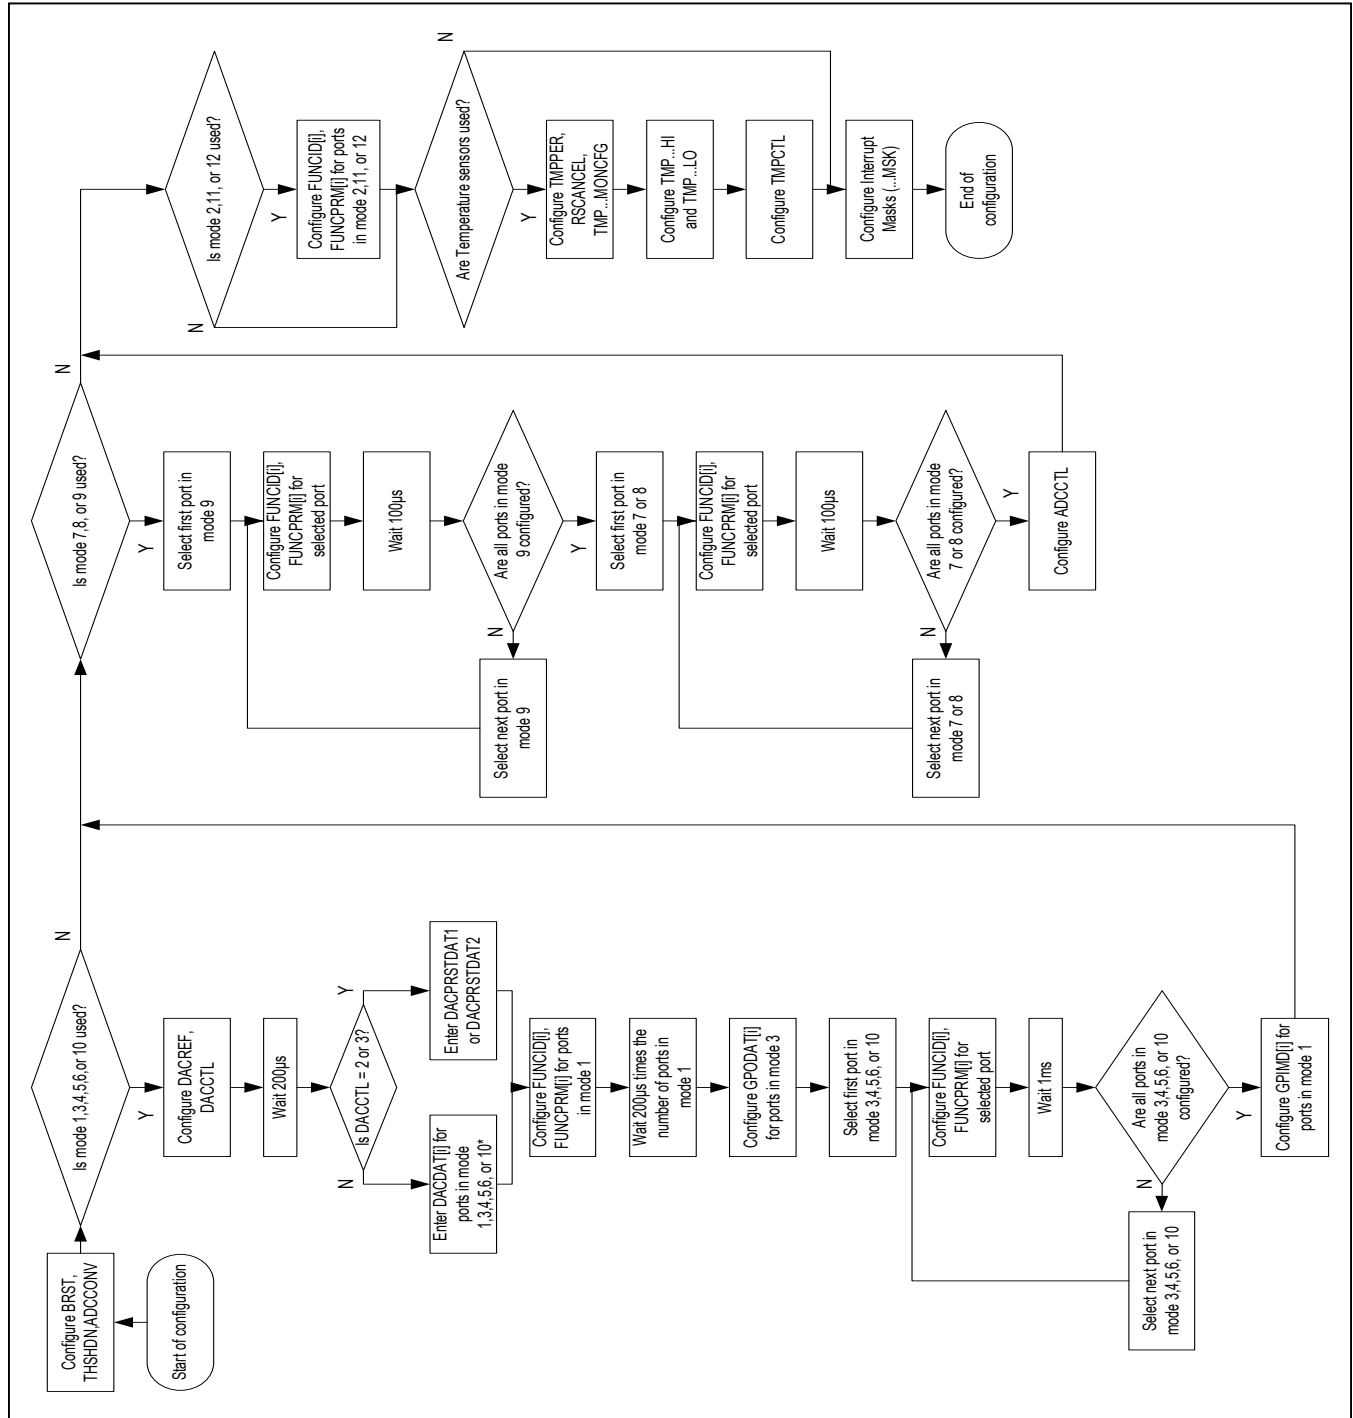 Start of configuration
Configure BRST,
THSHDN,ADCCONV
Is mode 1,3,4,5,6,or 10 used?
N
Y
Configure DACREF,
DACCTL
Wait 200µs
Is DACCTL = 2 or 3?
N
Y
Enter DACDAT[i] for
ports in mode
1,3,4,5,6, or 10*
Enter DACPRSTDAT1
or DACPRSTDAT2
Configure FUNCID[i],
FUNCPRM[i] for ports
in mode 1
Wait 200µs times the
number of ports in
mode 1
Configure GPODAT[i]
for ports in mode 3
Select first port in
mode 3,4,5,6, or 10
Configure FUNCID[i],
FUNCPRM[i] for
selected port
Wait 1ms
Are all ports in
mode 3,4,5,6, or 10
configured?
N
Y
Select next port in
mode 3,4,5,6, or 10
Configure GPIMD[i] for
ports in mode 1
Is mode 7,8, or 9 used?
N
Y
Select first port in
mode 9
Configure FUNCID[i],
FUNCPRM[i] for
selected port
Wait 100µs
Are all ports in mode
9 configured?
N
Y
Select next port in
mode 9
Select first port in
mode 7 or 8
Configure FUNCID[i],
FUNCPRM[i] for
selected port
Wait 100µs
Are all ports in mode
7 or 8 configured?
N
Y
Select next port in
mode 7 or 8
Configure ADCCTL
Is mode 2,11, or 12 used?
N
Y
Configure FUNCID[i],
FUNCPRM[i] for ports
in mode 2,11, or 12
Are Temperature sensors used?
N
Y
Configure TMPPER,
RSCANCEL,
TMP...MONCFG
Configure TMP...HI
and TMP...LO
Configure TMPCTL
Configure Interrupt
Masks (...MSK)
End of
configuration